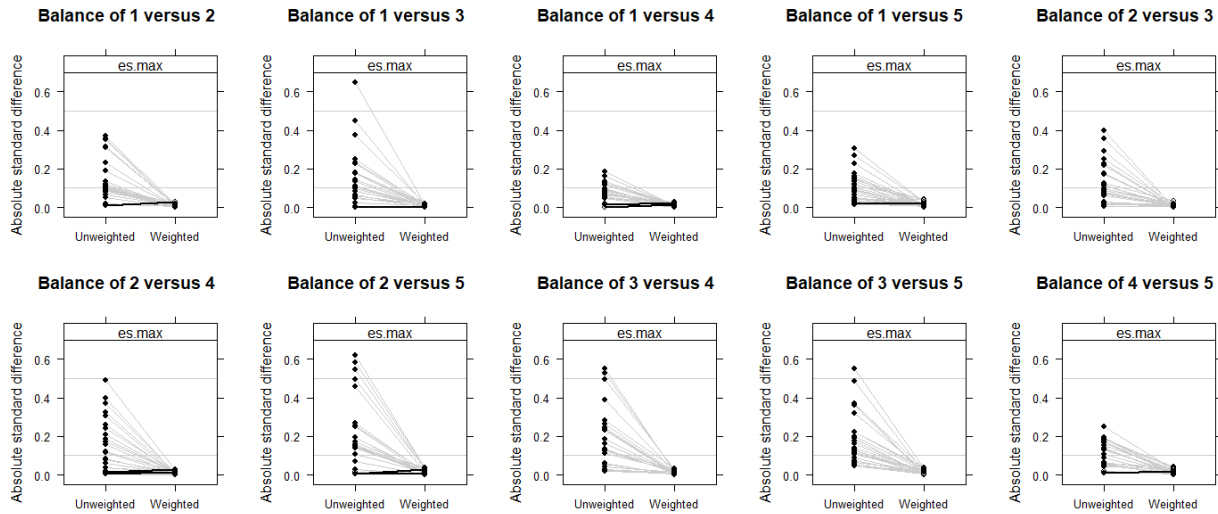 Balance of 1 versus 2
Absolute standard difference
es.max
0.6
0.4
0.2
0.0
Unweighted Weighted
Balance of 1 versus 3
Absolute standard difference
es.max
0.6
0.4
0.2
0.0
Unweighted Weighted
Balance of 1 versus 4
Absolute standard difference
es.max
0.6
0.4
0.2
0.0
Unweighted Weighted
Balance of 1 versus 5
Absolute standard difference
es.max
0.6
0.4
0.2
0.0
Unweighted Weighted
Balance of 2 versus 3
Absolute standard difference
es.max
0.6
0.4
0.2
0.0
Unweighted Weighted
Balance of 2 versus 4
Absolute standard difference
es.max
0.6
0.4
0.2
0.0
Unweighted Weighted
Balance of 2 versus 5
Absolute standard difference
es.max
0.6
0.4
0.2
0.0
Unweighted Weighted
Balance of 3 versus 4
Absolute standard difference
es.max
0.6
0.4
0.2
0.0
Unweighted Weighted
Balance of 3 versus 5
Absolute standard difference
es.max
0.6
0.4
0.2
0.0
Unweighted Weighted
Balance of 4 versus 5
Absolute standard difference
es.max
0.6
0.4
0.2
0.0
Unweighted Weighted